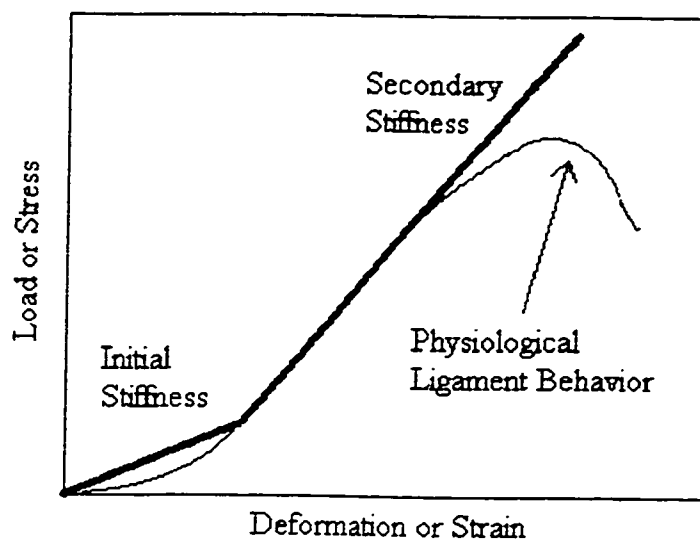 Secondary
Stiffness
Load or Stress
Initial
Stiffness
Physiological
Ligament Behavior
Deformation or Strain